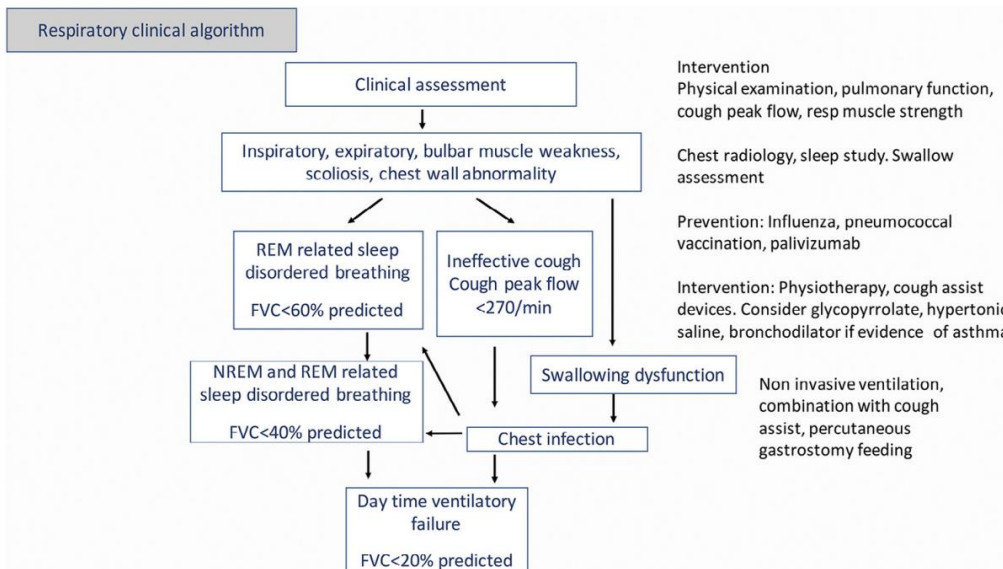 Respiratory clinical algorithm
Clinical assessment
Inspiratory, expiratory, bulbar muscle weakness,
scoliosis, chest wall abnormality
REM related sleep
disordered breathing
FVC<60% predicted
Ineffective cough
Cough peak flow
<270/min
NREM and REM related
sleep disordered breathing
FVC<40% predicted
Swallowing dysfunction
Chest infection
Day time ventilatory
failure
FVC<20% predicted
Intervention
Physical examination, pulmonary function,
cough peak flow, resp muscle strength
Chest radiology, sleep study. Swallow
assessment
Prevention: Influenza, pneumococcal
vaccination, palivizumab
Intervention: Physiotherapy, cough assist
devices. Consider glycopyrrolate, hypertonic
saline, bronchodilator if evidence of asthma
Non invasive ventilation,
combination with cough
assist, percutaneous
gastrostomy feeding